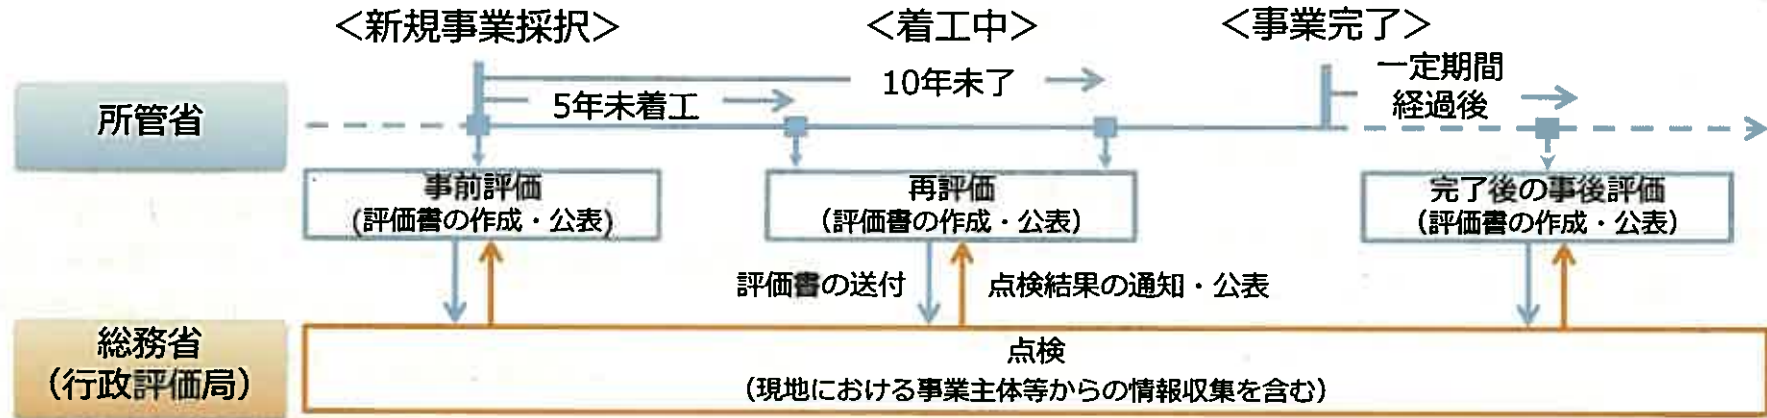 ＜新規事業採択＞
＜着工中＞
＜事業完了＞
所管省
10年未了
5年未着工
一定期間
経過後
事前評価
(評価書の作成・公表)
再評価
（評価書の作成・公表）
完了後の事後評価
（評価書の作成・公表）
評価書の送付
点検結果の通知・公表
総務省
（行政評価局）
点検
（現地における事業主体等からの情報収集を含む）